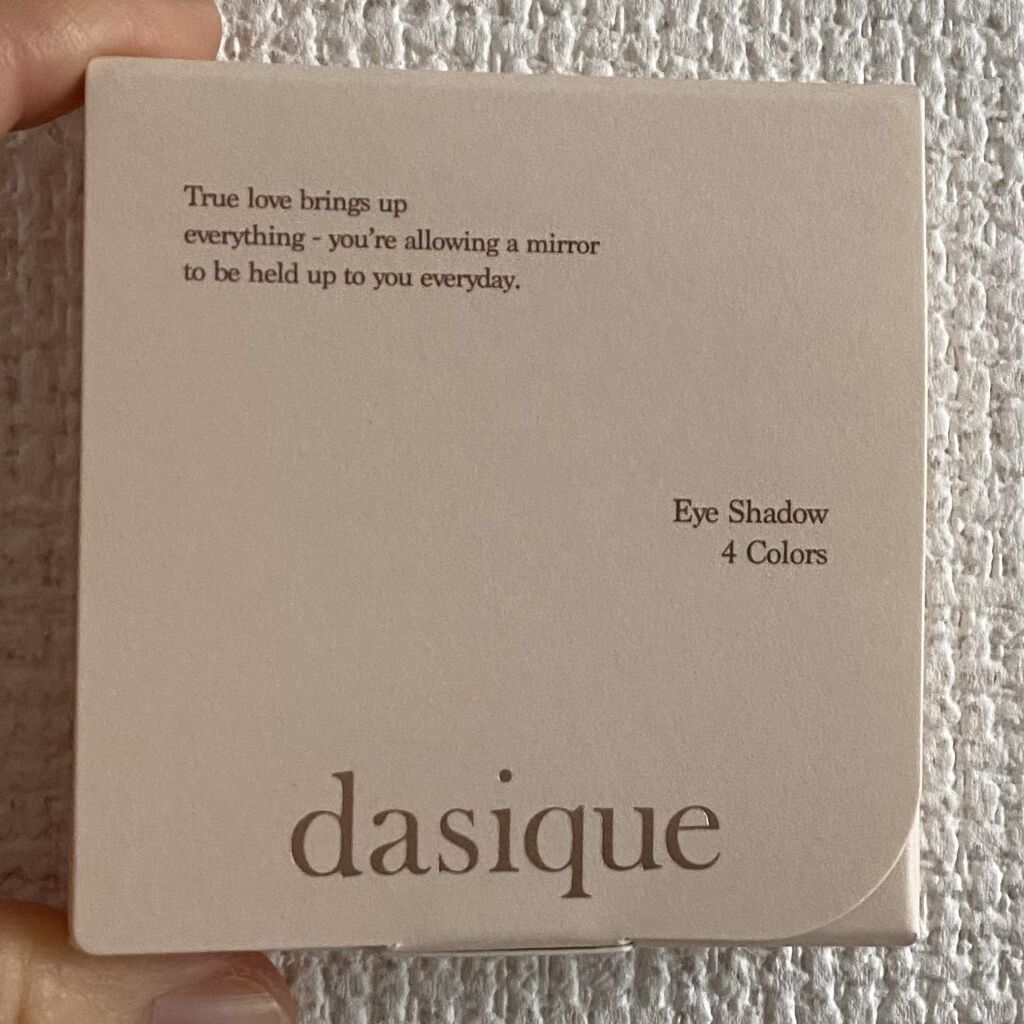 True love brings up
everything - you're allowing a mirror
to be held up to you everyday.
Eye Shadow
4 Colors
dasique